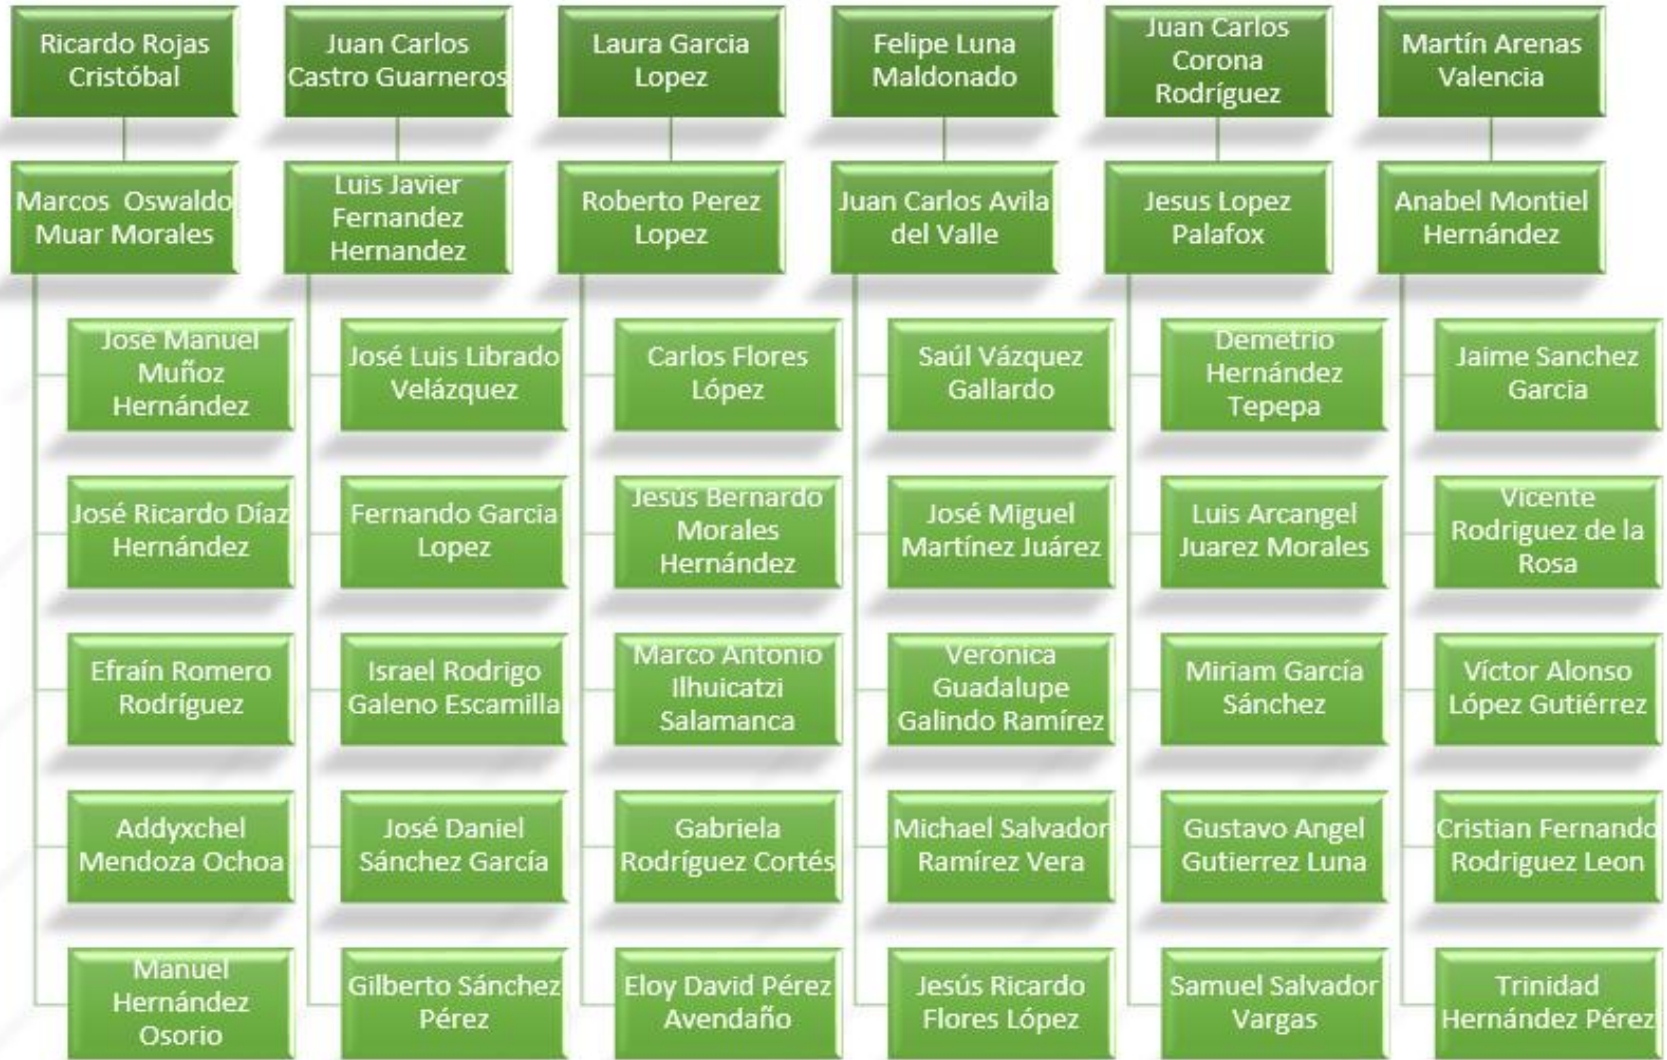 Ricardo Rojas
Cristóbal
Juan Carlos
Castro Guarneros
Laura Garcia
Lopez
Felipe Luna
Maldonado
Juan Carlos
Corona
Rodríguez
Martín Arenas
Valencia
Marcos  Oswaldo
Muar Morales
Luis Javier
Fernandez
Hernandez
Roberto Perez
Lopez
Juan Carlos Avila
del Valle
Jesus Lopez
Palafox
Anabel Montiel
Hernández
José Manuel
Muñoz
Hernández
José Luis Librado
Velázquez
Carlos Flores
López
Saúl Vázquez
Gallardo
Demetrio
Hernández
Tepepa
Jaime Sanchez
Garcia
José Ricardo Díaz
Hernández
Fernando Garcia
Lopez
Jesús Bernardo
Morales
Hernández
José Miguel
Martínez Juárez
Luis Arcangel
Juarez Morales
Vicente
Rodriguez de la
Rosa
Efraín Romero
Rodríguez
Israel Rodrigo
Galeno Escamilla
Marco Antonio
Ilhuicatzi
Salamanca
Verónica
Guadalupe
Galindo Ramírez
Miriam García
Sánchez
Víctor Alonso
López Gutiérrez
Addyxchel
Mendoza Ochoa
José Daniel
Sánchez García
Gabriela
Rodríguez Cortés
Michael Salvador
Ramírez Vera
Gustavo Angel
Gutierrez Luna
Cristian Fernando
Rodriguez Leon
Manuel
Hernández
Osorio
Gilberto Sánchez
Pérez
Eloy David Pérez
Avendaño
Jesús Ricardo
Flores López
Samuel Salvador
Vargas
Trinidad
Hernández Pérez